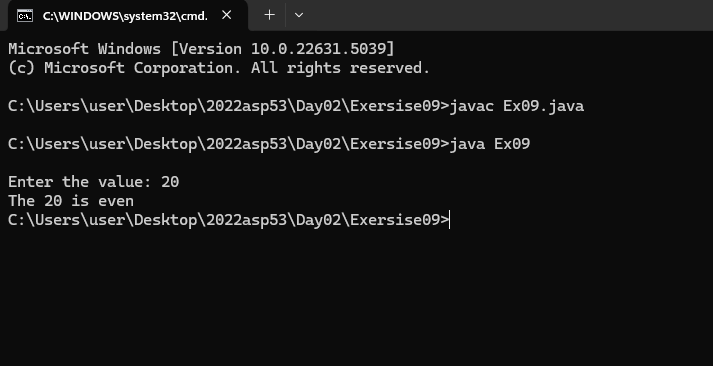 C:\WINDOWS\system32\cmd.
Microsoft Windows [Version 10.0.22631.5039]
(c) Microsoft Corporation. All rights reserved.
C:\Users\user\Desktop\2022asp53\Day02\Exersise09>javac Ex09.java
C:\Users\user\Desktop\2022asp53\Day02\Exersise09>java Ex09
Enter the value: 20
The 20 is even
C:\Users\user\Desktop\2022asp53\Day02\Exersise09>